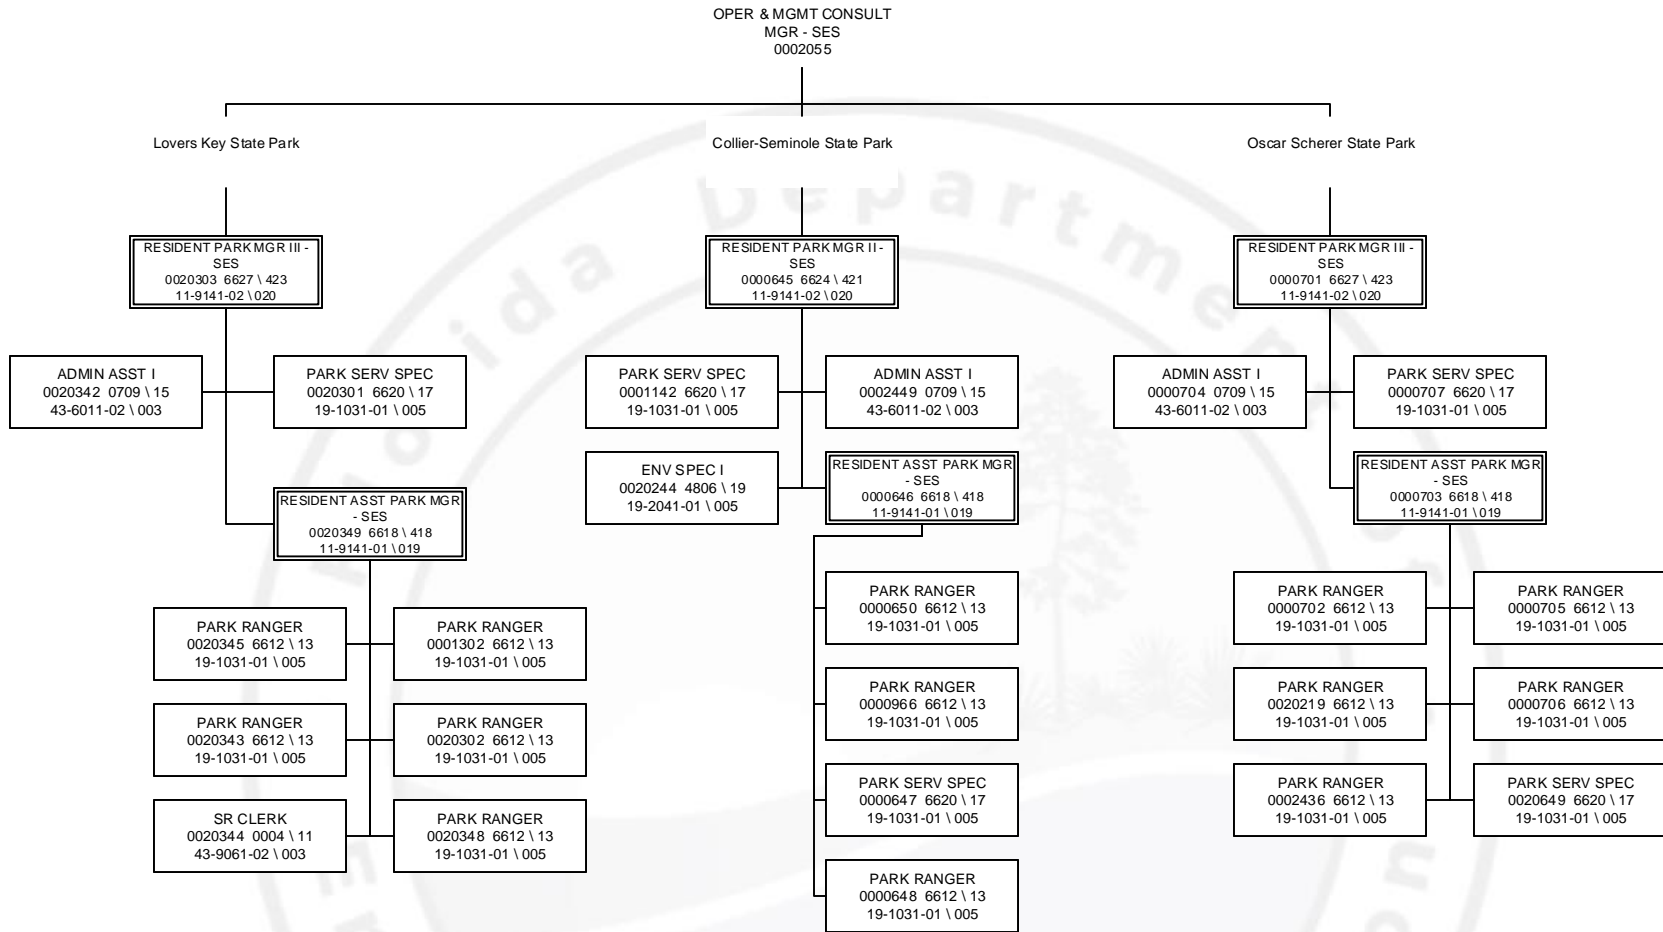 OPER & MGMT CONSULT
MGR - SES
0002055
Lovers Key State Park
Collier-Seminole State Park
Oscar Scherer State Park
RESIDENT PARK MGR III -
SES
0020303 6627 \ 423
11-9141-02 \ 020
RESIDENT PARK MGR II -
SES
0000645 6624 \ 421
11-9141-02 \ 020
RESIDENT PARK MGR III -
SES
0000701 6627 \ 423
11-9141-02 \ 020
ADMIN ASST I
0020342 0709 \ 15
43-6011-02 \ 003
PARK SERV SPEC
0020301 6620 \ 17
19-1031-01 \ 005
PARK SERV SPEC
0001142 6620 \ 17
19-1031-01 \ 005
ADMIN ASST I
0002449 0709 \ 15
43-6011-02 \ 003
ADMIN ASST I
0000704 0709 \ 15
43-6011-02 \ 003
PARK SERV SPEC
0000707 6620 \ 17
19-1031-01 \ 005
RESIDENT ASST PARK MGR
- SES
0020349 6618 \ 418
11-9141-01 \ 019
ENV SPEC I
0020244 4806 \ 19
19-2041-01 \ 005
RESIDENT ASST PARK MGR
- SES
0000646 6618 \ 418
11-9141-01 \ 019
RESIDENT ASST PARK MGR
- SES
0000703 6618 \ 418
11-9141-01 \ 019
PARK RANGER
0020345 6612 \ 13
19-1031-01 \ 005
PARK RANGER
0001302 6612 \ 13
19-1031-01 \ 005
PARK RANGER
0020343 6612 \ 13
19-1031-01 \ 005
PARK RANGER
0020302 6612 \ 13
19-1031-01 \ 005
SR CLERK
0020344 0004 \ 11
43-9061-02 \ 003
PARK RANGER
0020348 6612 \ 13
19-1031-01 \ 005
PARK RANGER
0000650 6612 \ 13
19-1031-01 \ 005
PARK RANGER
0000966 6612 \ 13
19-1031-01 \ 005
PARK SERV SPEC
0000647 6620 \ 17
19-1031-01 \ 005
PARK RANGER
0000648 6612 \ 13
19-1031-01 \ 005
PARK RANGER
0000702 6612 \ 13
19-1031-01 \ 005
PARK RANGER
0000705 6612 \ 13
19-1031-01 \ 005
PARK RANGER
0020219 6612 \ 13
19-1031-01 \ 005
PARK RANGER
0000706 6612 \ 13
19-1031-01 \ 005
PARK RANGER
0002436 6612 \ 13
19-1031-01 \ 005
PARK SERV SPEC
0020649 6620 \ 17
19-1031-01 \ 005
Florida Department